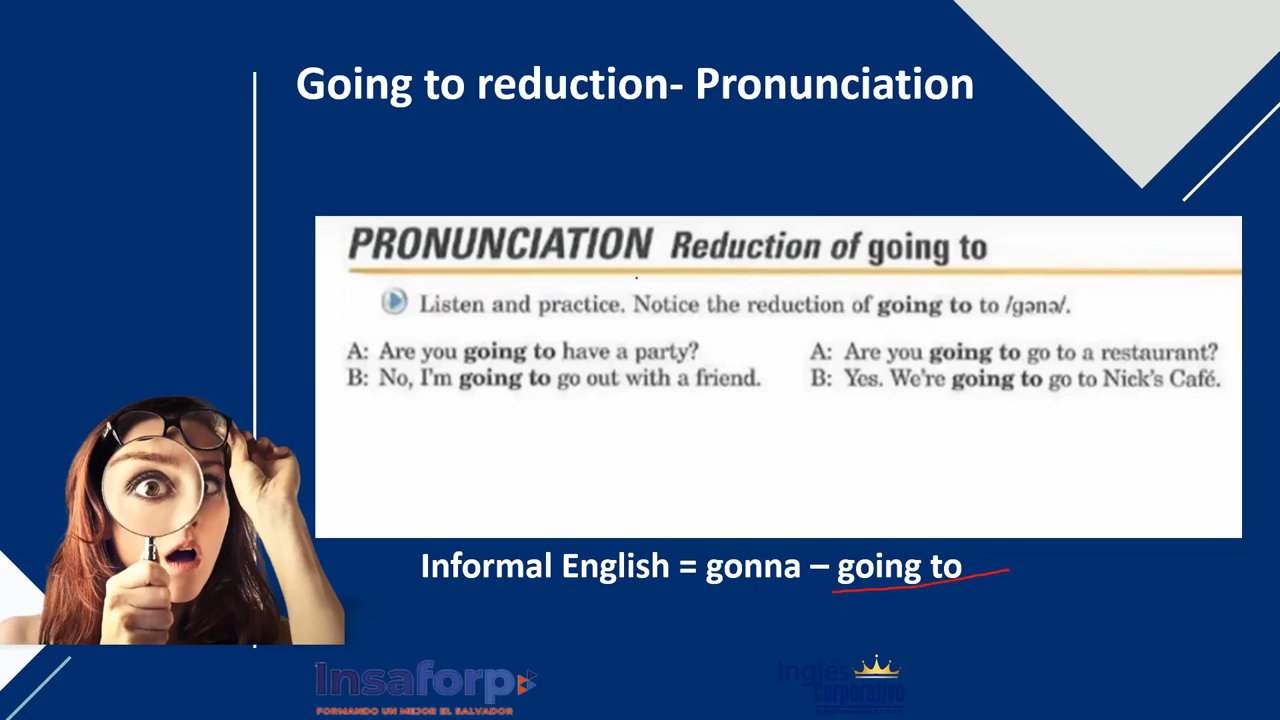 Going to reduction- Pronunciation
PRONUNCIATION Reduction of going to
Listen and practice. Notice the reduction of going to to /gənə/.
A: Are you going to have a party?
B: No, I'm going to go out with a friend.
A: Are you going to go to a restaurant?
B: Yes. We're going to go to Nick's Café.
Informal English = gonna – going to
Insaforp
FORMANDO UN MEJOR EL SALVADOR
Inglés
Corporativo